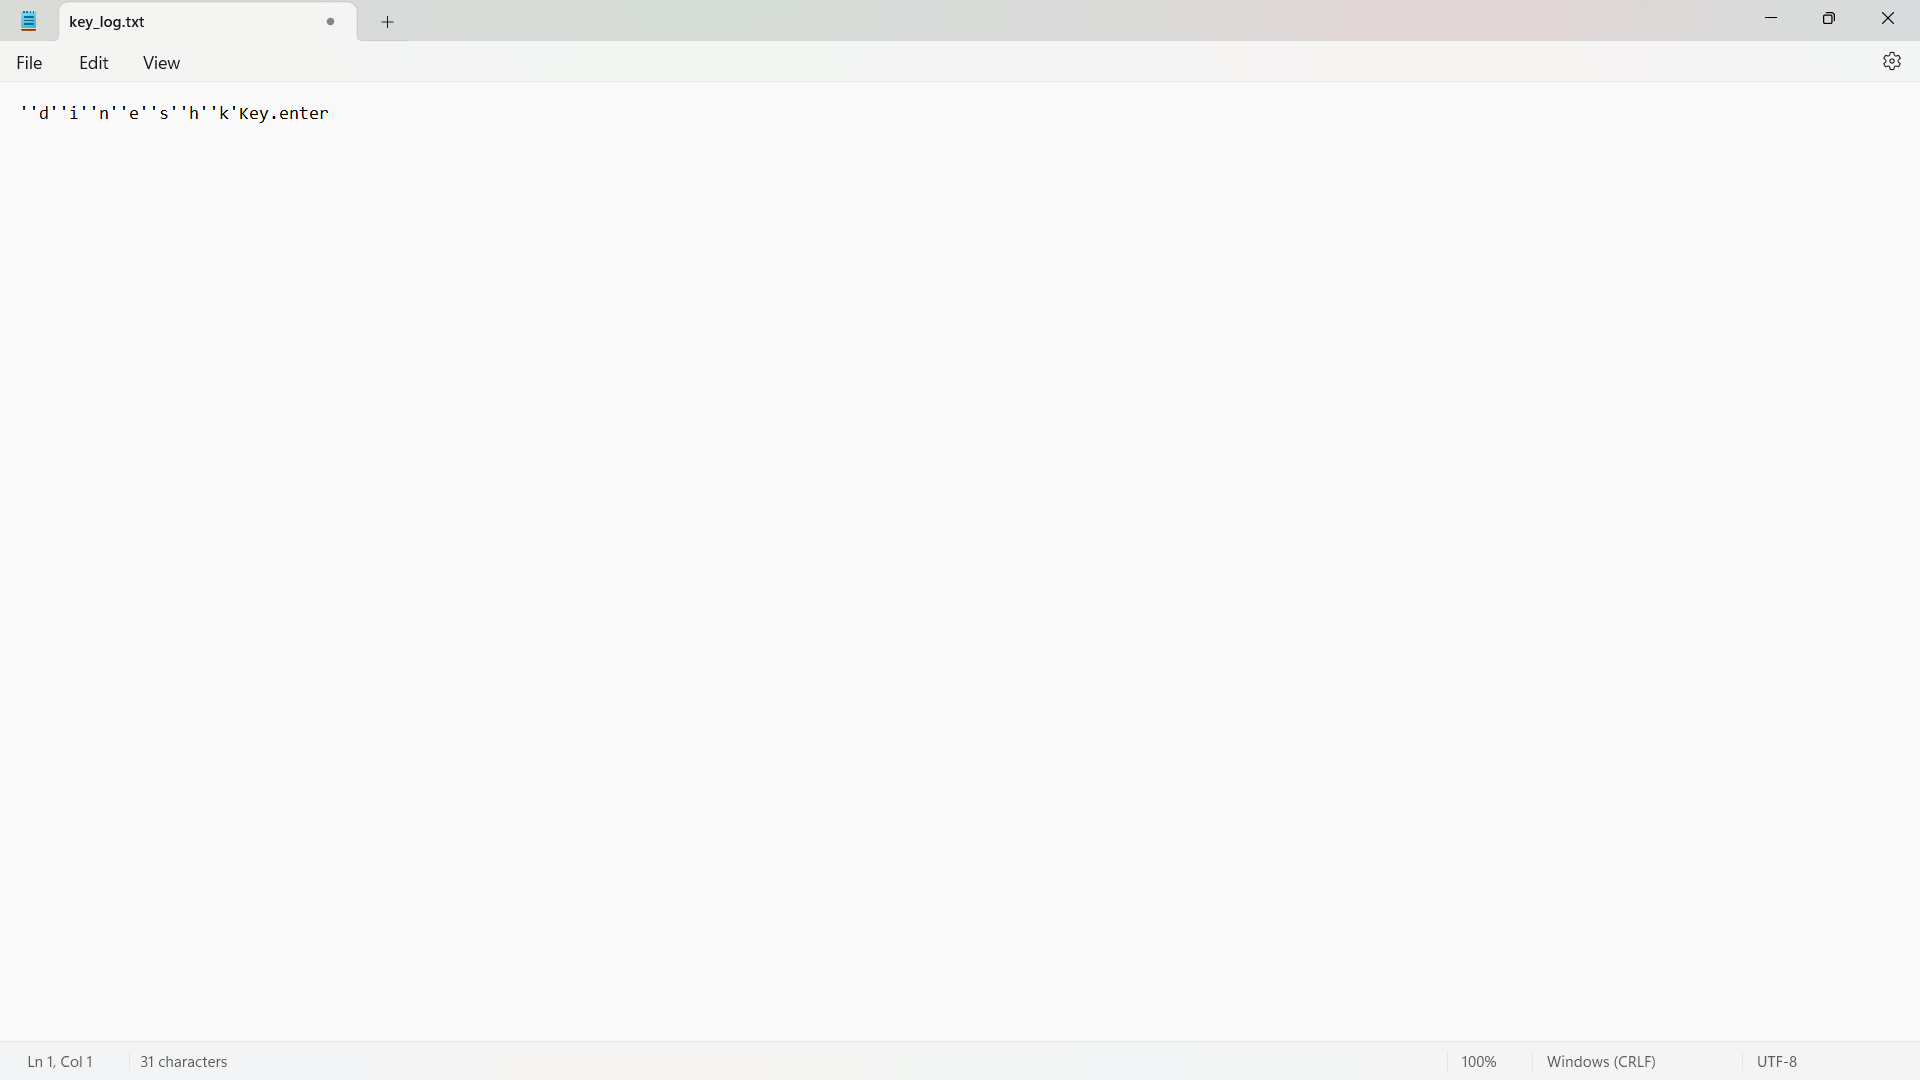 key_log.txt
File Edit View
''d''i''n''e''s''h''k'Key.enter
Ln 1, Col 1 31 characters 100% Windows (CRLF) UTF-8